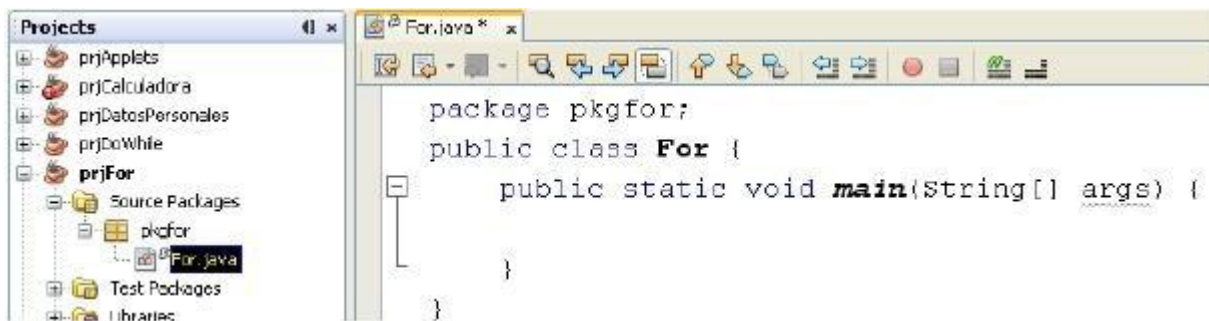 Projects
prjApplets
prjCalculadora
prjDatosPersonales
prjDoWhile
prjFor
Source Packages
pkgfor
For.java
Test Packages
Libraries
For.java *
package pkgfor;
public class For {
public static void main(String[] args) {
}
}